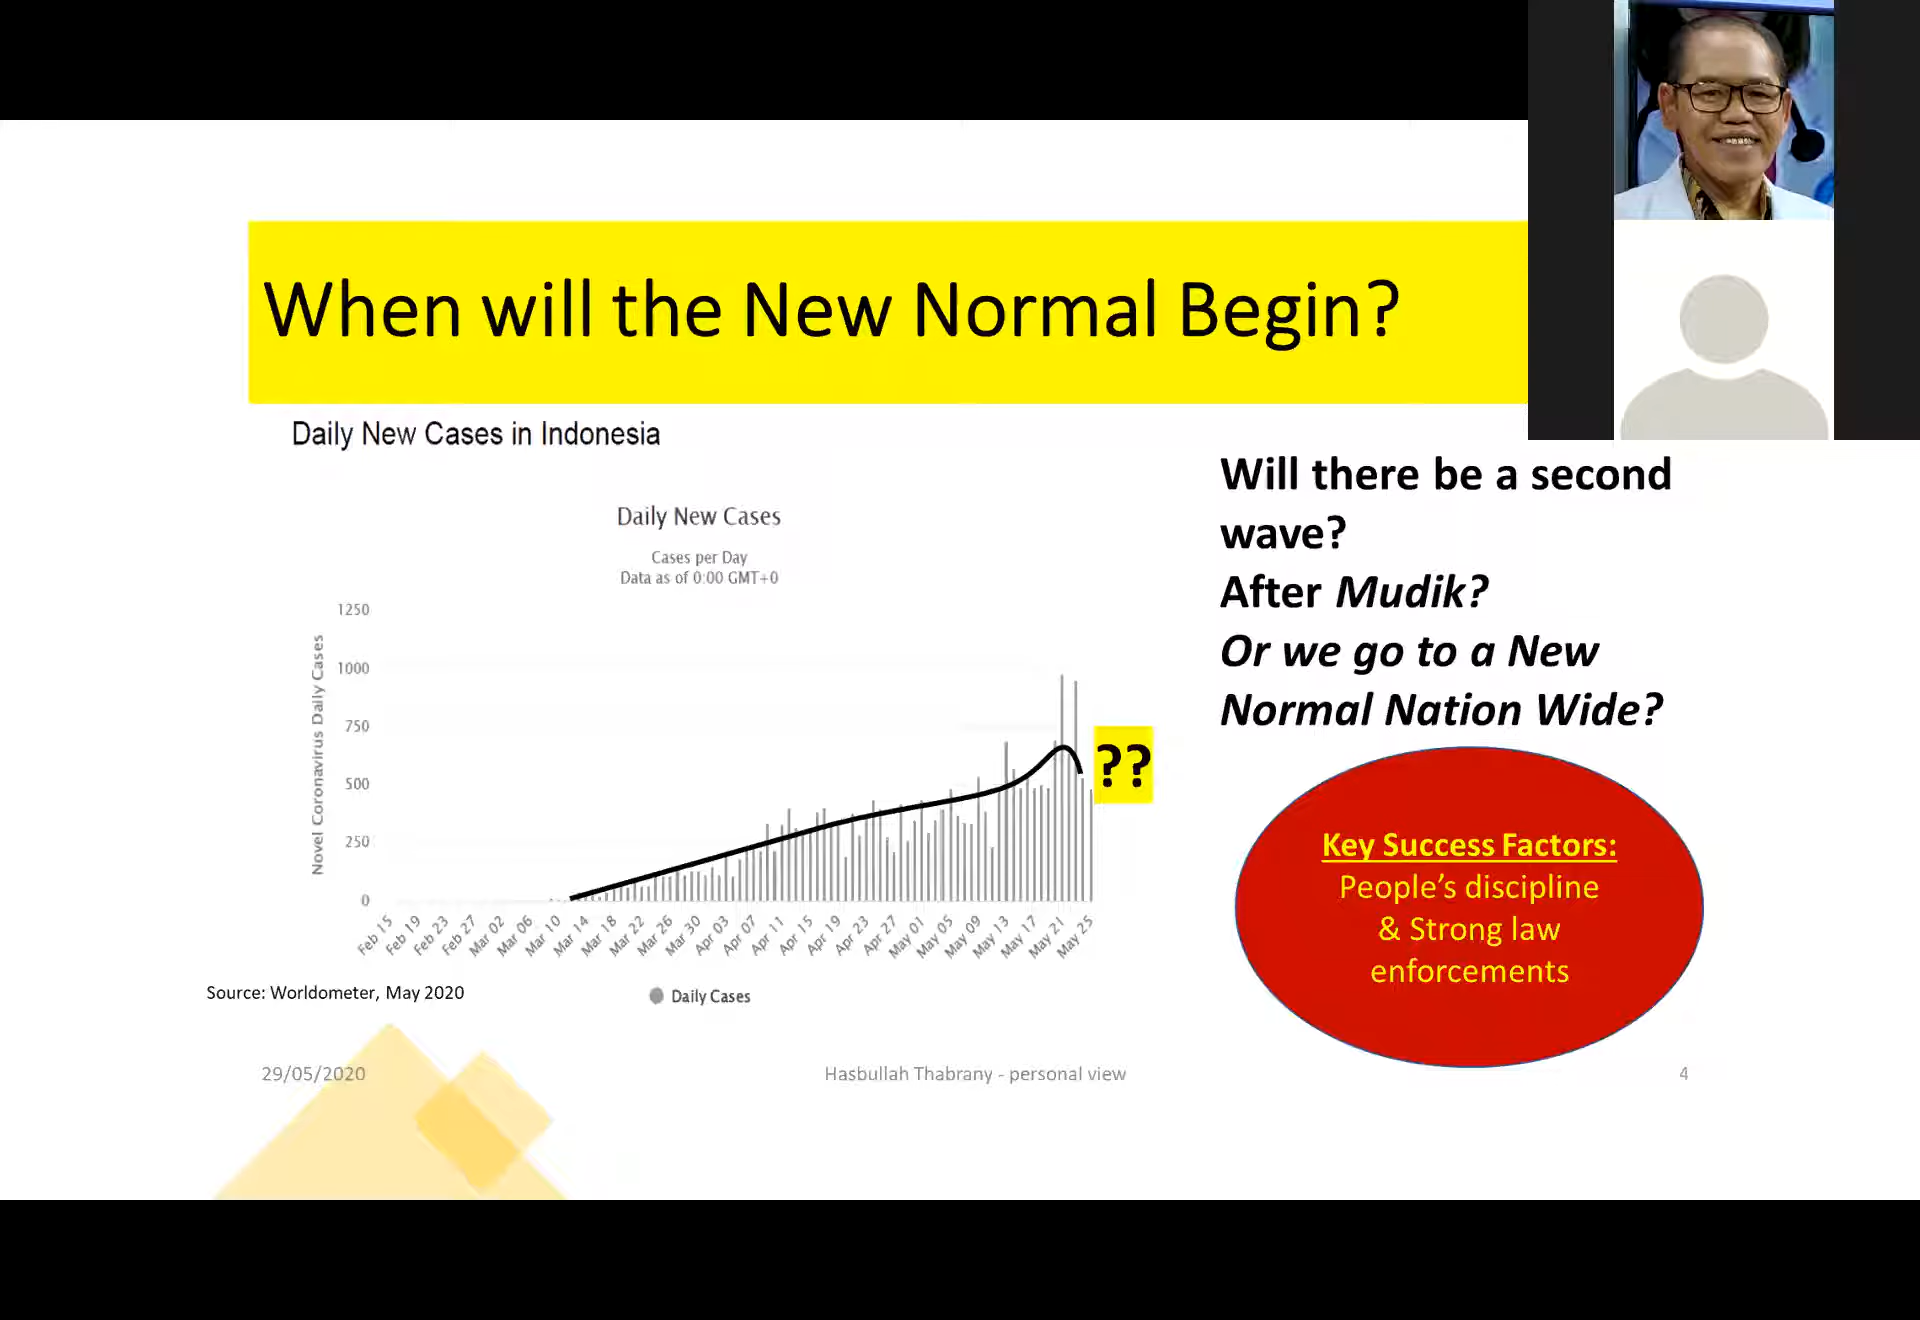 When will the New Normal Begin?
Daily New Cases in Indonesia
Daily New Cases
Cases per Day
Data as of 0:00 GMT+0
Novel Coronavirus Daily Cases
1250
1000
750
500
250
0
Feb 15
Feb 19
Feb 23
Feb 27
Mar 02
Mar 06
Mar 10
Mar 14
Mar 18
Mar 22
Mar 26
Mar 30
Apr 03
Apr 07
Apr 11
Apr 15
Apr 19
Apr 23
Apr 27
May 01
May 05
May 09
May 13
May 17
May 21
May 25
??
Daily Cases
Source: Worldometer, May 2020
Will there be a second
wave?
After Mudik?
Or we go to a New
Normal Nation Wide?
Key Success Factors:
People’s discipline
& Strong law
enforcements
29/05/2020
Hasbullah Thabrany - personal view
4